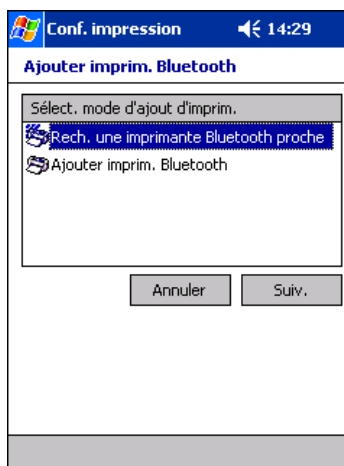 Conf. impression 14:29
Ajouter imprim. Bluetooth
Sélect. mode d'ajout d'imprim.
Rech. une imprimante Bluetooth proche
Ajouter imprim. Bluetooth
Annuler Suiv.